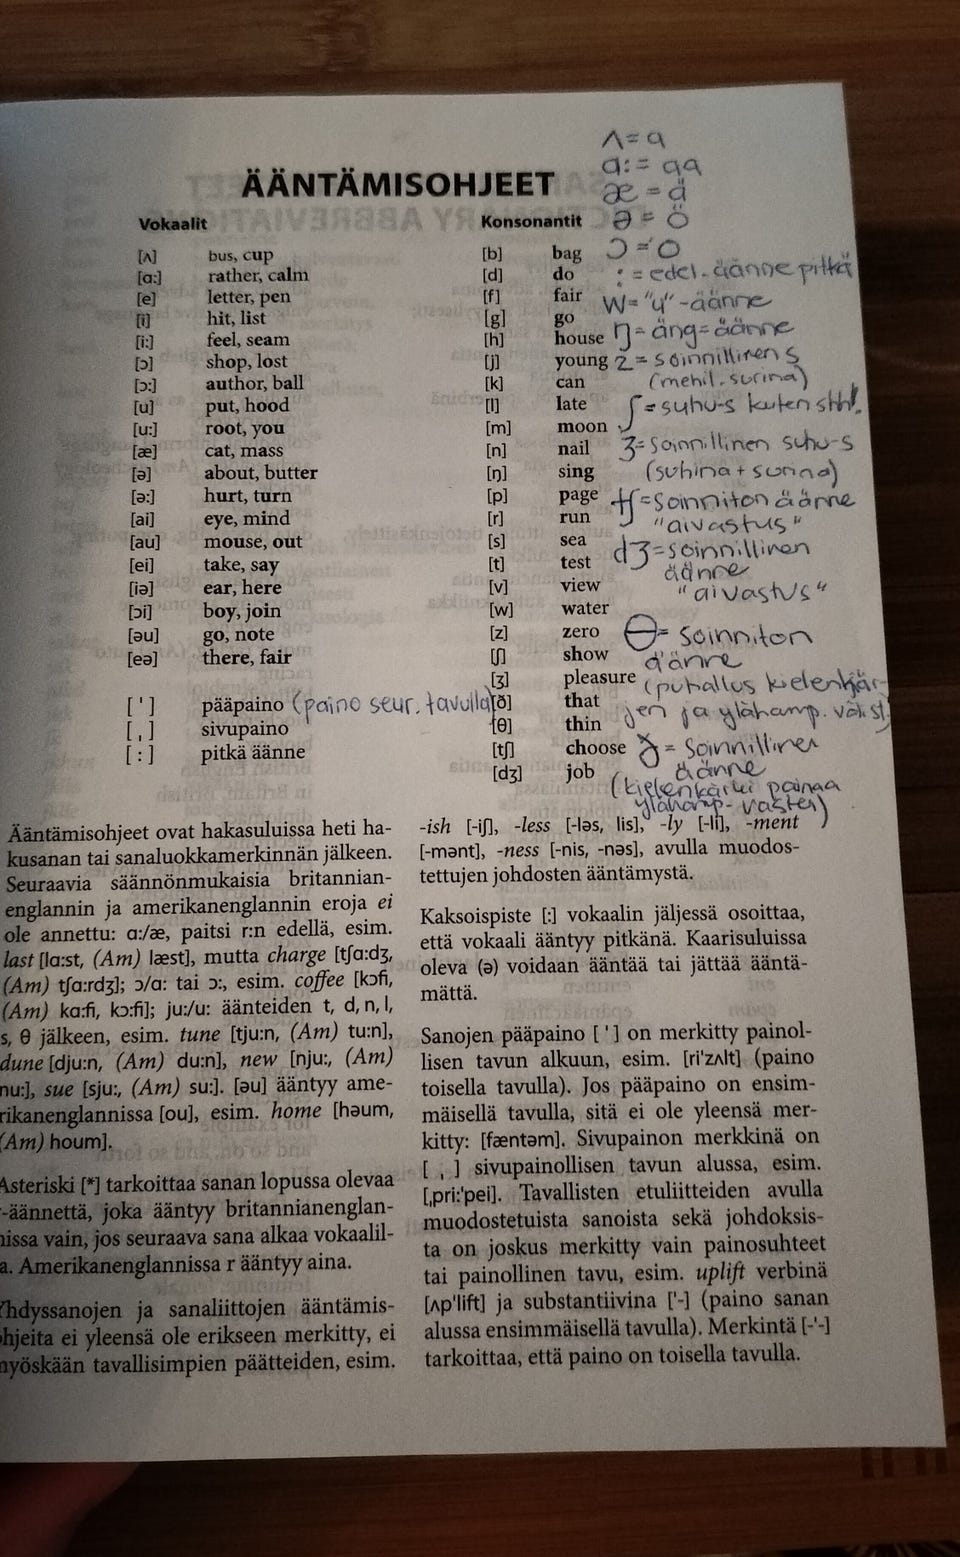 ÄÄNTÄMISOHJEET
Vokaalit
[ʌ] bus, cup
[ɑ:] rather, calm
[e] letter, pen
[i] hit, list
[i:] feel, seam
[ɔ] shop, lost
[ɔ:] author, ball
[u] put, hood
[u:] root, you
[æ] cat, mass
[ə] about, butter
[ə:] hurt, turn
[ai] eye, mind
[au] mouse, out
[ei] take, say
[iə] ear, here
[ɔi] boy, join
[əu] go, note
[eə] there, fair
[ ' ] pääpaino (paino seur. tavulla)
[ ˌ ] sivupaino
[ : ] pitkä äänne
Konsonantit
[b] bag
[d] do
[f] fair
[g] go
[h] house
[j] young
[k] can
[l] late
[m] moon
[n] nail
[ŋ] sing
[p] page
[r] run
[s] sea
[t] test
[v] view
[w] water
[z] zero
[ʃ] show
[ʒ] pleasure
[ð] that
[θ] thin
[tʃ] choose
[dʒ] job
ʌ = a
a: = aa
æ = ä
ə = ö
ɔ = o
: = edel. äänne pitkä
w = "u" -äänne
ŋ = äng = äänne
z = soinnillinen s
(mehil. surina)
ʃ = suhu-s kuten shh!
ʒ = soinnillinen suhu-s
(suhina + surina)
tʃ = soinniton äänne
"aivastus"
dʒ = soinnillinen
äänne
"aivastus"
θ = soinniton
äänne
(puhallus kielenkär-
jen ja ylähamp. välist.)
ð = soinnillinen
äänne
(kielenkärki painaa
ylähamp. vasten)
Ääntämisohjeet ovat hakasuluissa heti ha-
kusanan tai sanaluokkamerkinnän jälkeen.
Seuraavia säännönmukaisia britannian-
englannin ja amerikanenglannin eroja ei
ole annettu: ɑ:/æ, paitsi r:n edellä, esim.
last [lɑ:st, (Am) læst], mutta charge [tʃɑ:dʒ,
(Am) tʃɑ:rdʒ]; ɔ/ɑ: tai ɔ:, esim. coffee [kɔfi,
(Am) kɑ:fi, kɔ:fi]; ju:/u: äänteiden t, d, n, l,
s, θ jälkeen, esim. tune [tju:n, (Am) tu:n],
dune [dju:n, (Am) du:n], new [nju:, (Am)
nu:], sue [sju:, (Am) su:]. [əu] ääntyy ame-
rikanenglannissa [ou], esim. home [həum,
(Am) houm].
Asteriski [*] tarkoittaa sanan lopussa olevaa
-äännettä, joka ääntyy britannianenglan-
nissa vain, jos seuraava sana alkaa vokaalil-
a. Amerikanenglannissa r ääntyy aina.
Yhdyssanojen ja sanaliittojen ääntämis-
ohjeita ei yleensä ole erikseen merkitty, ei
myöskään tavallisimpien päätteiden, esim.
-ish [-iʃ], -less [-ləs, lis], -ly [-li], -ment
[-mənt], -ness [-nis, -nəs], avulla muodos-
tettujen johdosten ääntämystä.
Kaksoispiste [:] vokaalin jäljessä osoittaa,
että vokaali ääntyy pitkänä. Kaarisuluissa
oleva (ə) voidaan ääntää tai jättää ääntä-
mättä.
Sanojen pääpaino [ ' ] on merkitty painol-
lisen tavun alkuun, esim. [ri'zʌlt] (paino
toisella tavulla). Jos pääpaino on ensim-
mäisellä tavulla, sitä ei ole yleensä mer-
kitty: [fæntəm]. Sivupainon merkkinä on
[ ˌ ] sivupainollisen tavun alussa, esim.
[ˌpri:'pei]. Tavallisten etuliitteiden avulla
muodostetuista sanoista sekä johdoksis-
ta on joskus merkitty vain painosuhteet
tai painollinen tavu, esim. uplift verbinä
[ʌp'lift] ja substantiivina ['-] (paino sanan
alussa ensimmäisellä tavulla). Merkintä [-'-]
tarkoittaa, että paino on toisella tavulla.